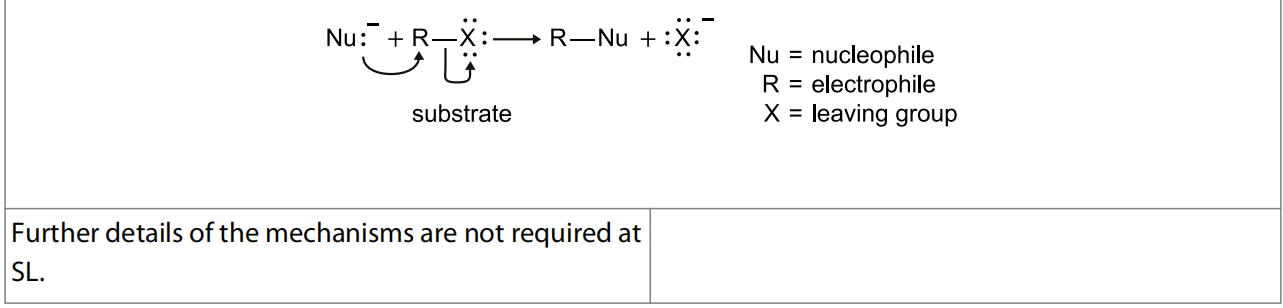 Nu:⁻ + R—X: ⟶ R—Nu + :X:⁻
substrate
Nu = nucleophile
R = electrophile
X = leaving group
Further details of the mechanisms are not required at
SL.